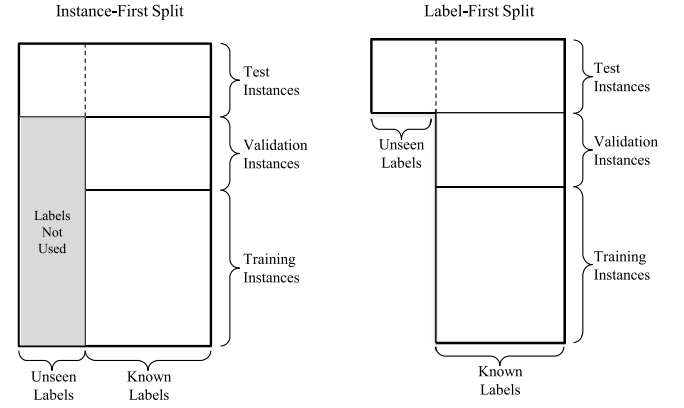 Instance-First Split
Test
Instances
Validation
Instances
Labels
Not
Used
Training
Instances
Unseen
Labels
Known
Labels
Label-First Split
Test
Instances
Unseen
Labels
Validation
Instances
Training
Instances
Known
Labels